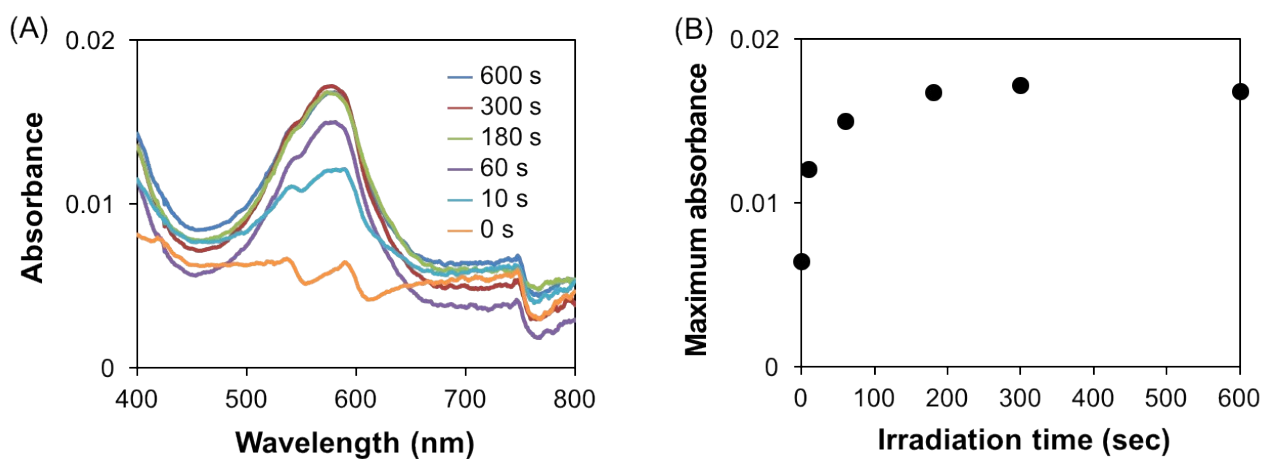 (A)
0.02
0.01
0
Absorbance
400 500 600 700 800
Wavelength (nm)
600 s
300 s
180 s
60 s
10 s
0 s
(B)
0.02
0.01
0
Maximum absorbance
0 100 200 300 400 500 600
Irradiation time (sec)